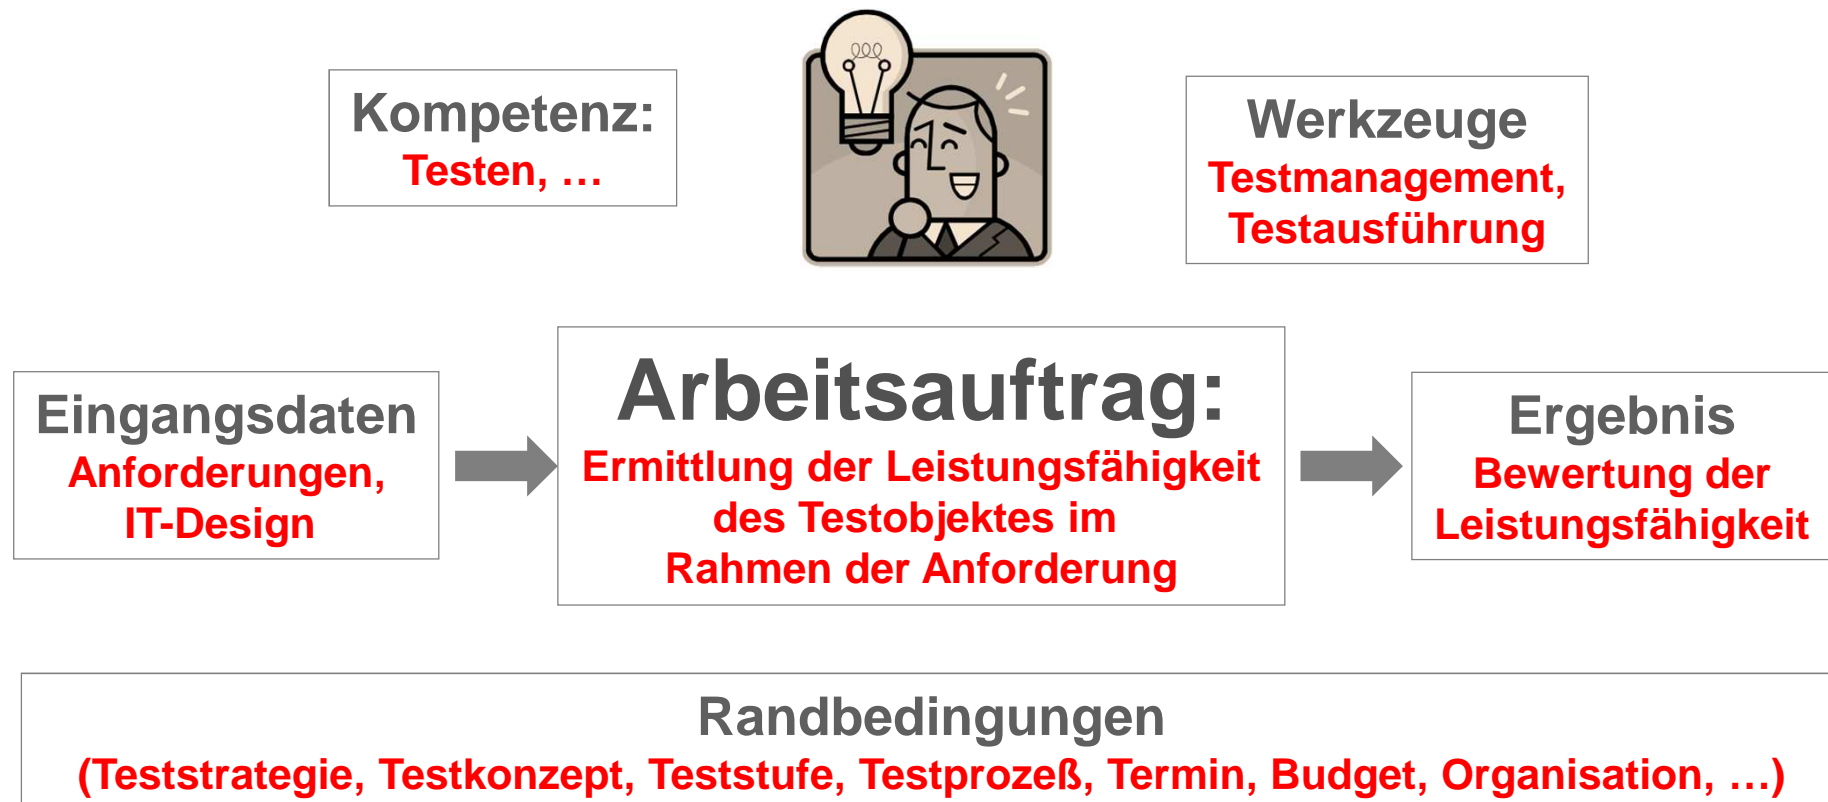 Kompetenz:
Testen, …
Werkzeuge
Testmanagement,
Testausführung
Eingangsdaten
Anforderungen,
IT-Design
Arbeitsauftrag:
Ermittlung der Leistungsfähigkeit
des Testobjektes im
Rahmen der Anforderung
Ergebnis
Bewertung der
Leistungsfähigkeit
Randbedingungen
(Teststrategie, Testkonzept, Teststufe, Testprozeß, Termin, Budget, Organisation, …)